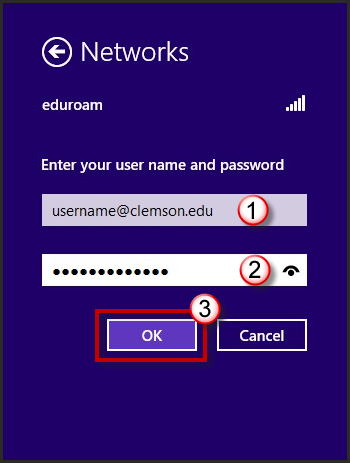 Networks
eduroam
Enter your user name and password
username@clemson.edu 1
••••••••••••• 2
3
OK Cancel